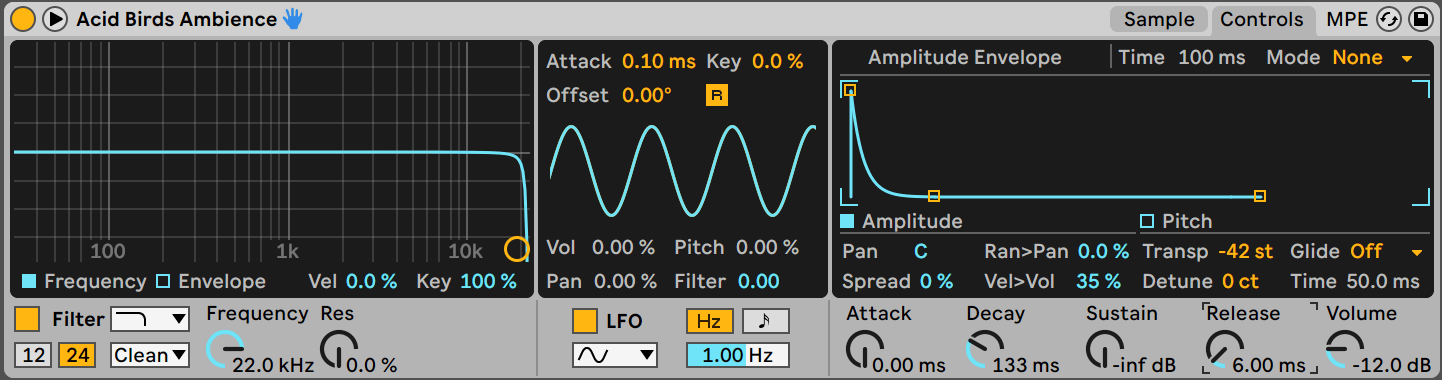 Acid Birds Ambience
Sample Controls MPE
Attack 0.10 ms Key 0.0 %
Offset 0.00° R
Amplitude Envelope Time 100 ms Mode None
100 1k 10k
Frequency Envelope Vel 0.0 % Key 100 %
Vol 0.00 % Pitch 0.00 %
Pan 0.00 % Filter 0.00
Amplitude Pitch
Pan C Ran>Pan 0.0 % Transp -42 st Glide Off
Spread 0 % Vel>Vol 35 % Detune 0 ct Time 50.0 ms
Filter Frequency Res
12 24 Clean 22.0 kHz 0.0 %
LFO Hz
1.00 Hz
Attack Decay Sustain Release Volume
0.00 ms 133 ms -inf dB 6.00 ms -12.0 dB